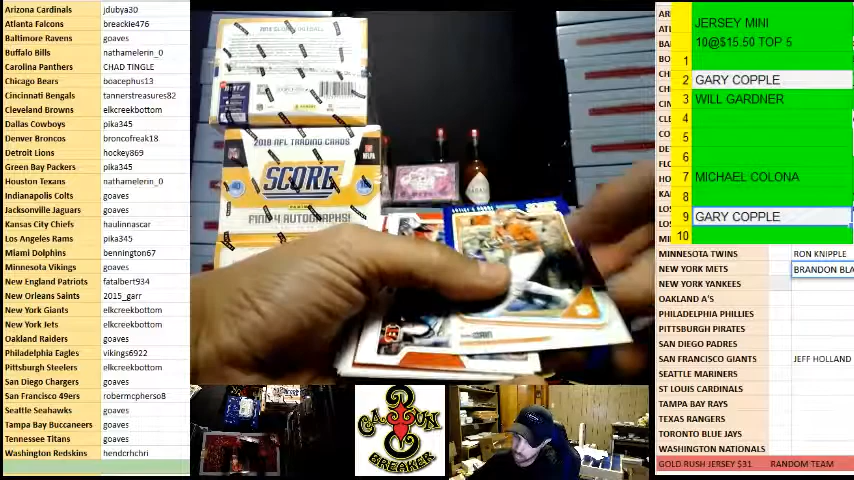 Arizona Cardinals jdubya30
Atlanta Falcons breackie476
Baltimore Ravens goaves
Buffalo Bills nathamelerin_0
Carolina Panthers CHAD TINGLE
Chicago Bears boacephus13
Cincinnati Bengals tannerstreasures82
Cleveland Browns elkcreekbottom
Dallas Cowboys pika345
Denver Broncos broncofreak18
Detroit Lions hockey869
Green Bay Packers pika345
Houston Texans nathamelerin_0
Indianapolis Colts goaves
Jacksonville Jaguars goaves
Kansas City Chiefs haulinnascar
Los Angeles Rams pika345
Miami Dolphins bennington67
Minnesota Vikings goaves
New England Patriots fatalbert934
New Orleans Saints 2015_garr
New York Giants elkcreekbottom
New York Jets elkcreekbottom
Oakland Raiders goaves
Philadelphia Eagles vikings6922
Pittsburgh Steelers elkcreekbottom
San Diego Chargers goaves
San Francisco 49ers robermcphers8
Seattle Seahawks goaves
Tampa Bay Buccaneers goaves
Tennessee Titans goaves
Washington Redskins hendrchchri
2018 NFL TRADING CARDS
SCORE
FIND 4 AUTOGRAPHS!
CAJUN
BREAKER
JERSEY MINI
10@$15.50 TOP 5
1
2 GARY COPPLE
3 WILL GARDNER
4
5
6
7 MICHAEL COLONA
8
9 GARY COPPLE
10
MINNESOTA TWINS RON KNIPPLE
NEW YORK METS BRANDON BLA
NEW YORK YANKEES
OAKLAND A'S
PHILADELPHIA PHILLIES
PITTSBURGH PIRATES
SAN DIEGO PADRES
SAN FRANCISCO GIANTS JEFF HOLLAND
SEATTLE MARINERS
ST LOUIS CARDINALS
TAMPA BAY RAYS
TEXAS RANGERS
TORONTO BLUE JAYS
WASHINGTON NATIONALS
GOLD RUSH JERSEY $31 RANDOM TEAM